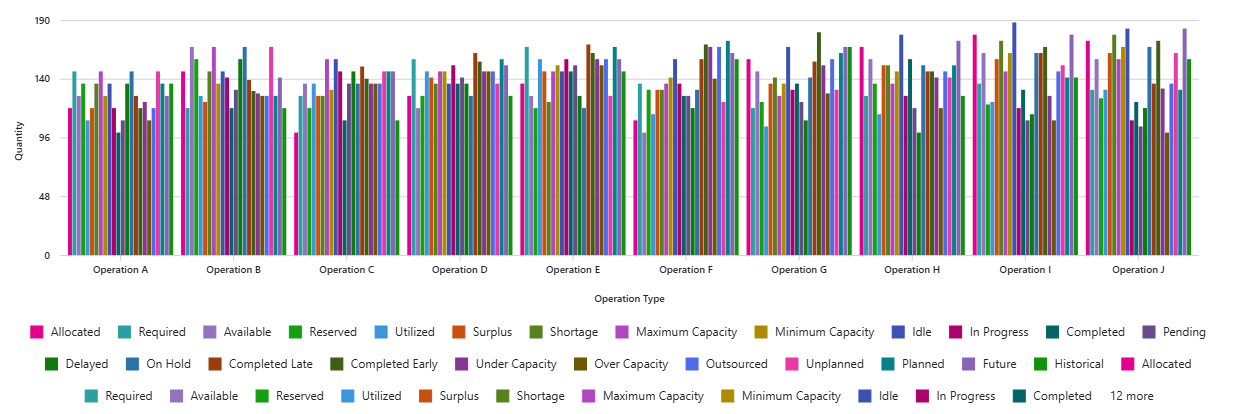 190
140
96
48
0
Quantity
Operation A Operation B Operation C Operation D Operation E Operation F Operation G Operation H Operation I Operation J
Operation Type
Allocated Required Available Reserved Utilized Surplus Shortage Maximum Capacity Minimum Capacity Idle In Progress Completed Pending
Delayed On Hold Completed Late Completed Early Under Capacity Over Capacity Outsourced Unplanned Planned Future Historical Allocated
Required Available Reserved Utilized Surplus Shortage Maximum Capacity Minimum Capacity Idle In Progress Completed 12 more